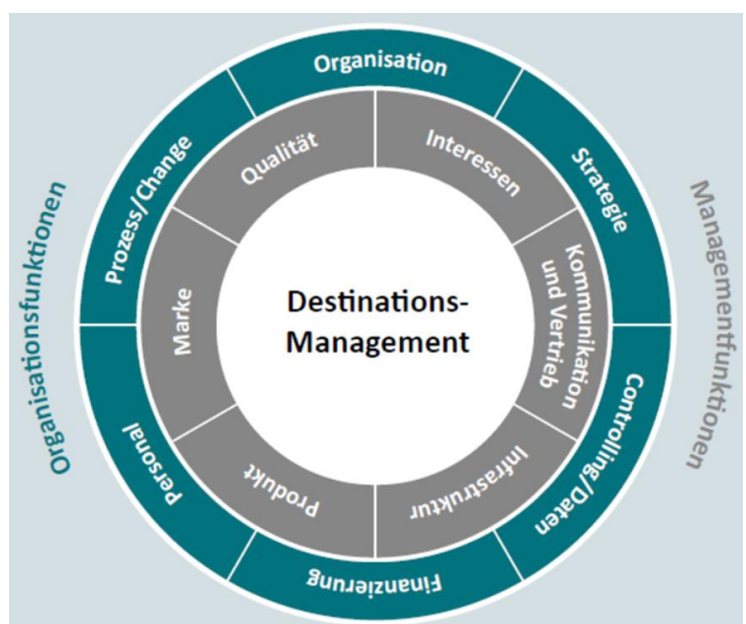 Organisation
Strategie
Controlling/Daten
Finanzierung
Personal
Prozess/Change
Qualität
Interessen
Kommunikation
und Vertrieb
Infrastruktur
Produkt
Marke
Destinations-
Management
Organisationsfunktionen
Managementfunktionen